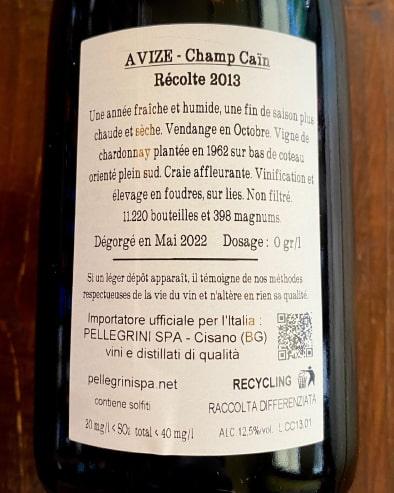 AVIZE - Champ Caïn
Récolte 2013
Une année fraîche et humide, une fin de saison plus
chaude et sèche. Vendange en Octobre. Vigne de
chardonnay plantée en 1962 sur bas de coteau
orienté plein sud. Craie affleurante. Vinification et
élevage en foudres, sur lies. Non filtré.
11.220 bouteilles et 398 magnums.
Dégorgé en Mai 2022 Dosage : 0 gr/l
Si un léger dépôt apparaît, il témoigne de nos méthodes
respectueuses de la vie du vin et n'altère en rien sa qualité.
Importatore ufficiale per l'Italia :
PELLEGRINI SPA - Cisano (BG)
vini e distillati di qualità
pellegrinispa.net
RECYCLING
contiene solfiti
RACCOLTA DIFFERENZIATA
20 mg/l < SO₂ total < 40 mg/l
ALC 12,5%/vol. L.CC13.01